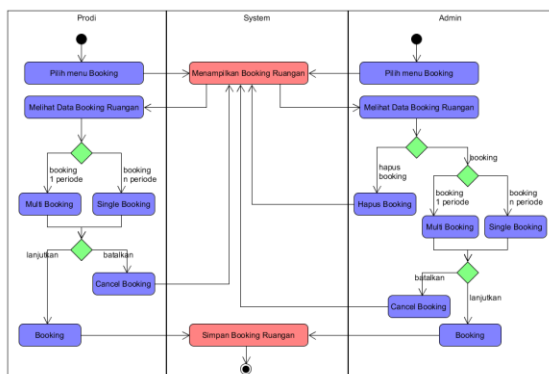 Prodi
System
Admin
Pilih menu Booking
Menampilkan Booking Ruangan
Pilih menu Booking
Melihat Data Booking Ruangan
Melihat Data Booking Ruangan
booking
1 periode
booking
n periode
hapus
booking
booking
Multi Booking
Single Booking
Hapus Booking
booking
1 periode
booking
n periode
Multi Booking
Single Booking
lanjutkan
batalkan
Cancel Booking
batalkan
lanjutkan
Cancel Booking
Booking
Simpan Booking Ruangan
Booking